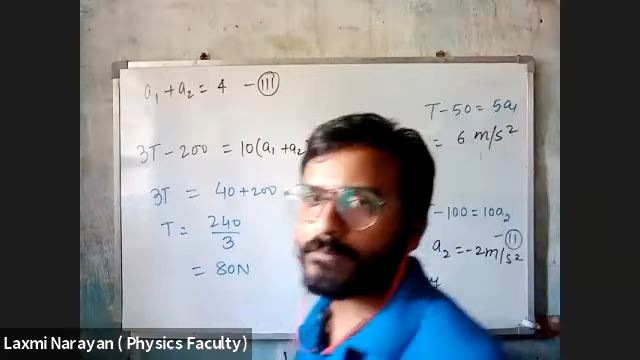 a₁ + a₂ = 4 - (III)
3T - 200 = 10(a₁ + a₂
3T = 40 + 200
T = 240/3
= 80N
T - 50 = 5a₁
= 6 m/s²
- 100 = 10a₂
- (II)
a₂ = -2m/s²
Laxmi Narayan ( Physics Faculty)